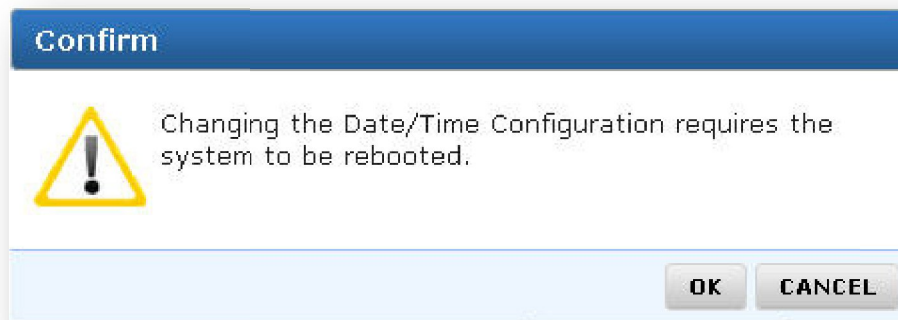 Confirm
Changing the Date/Time Configuration requires the
system to be rebooted.
OK CANCEL